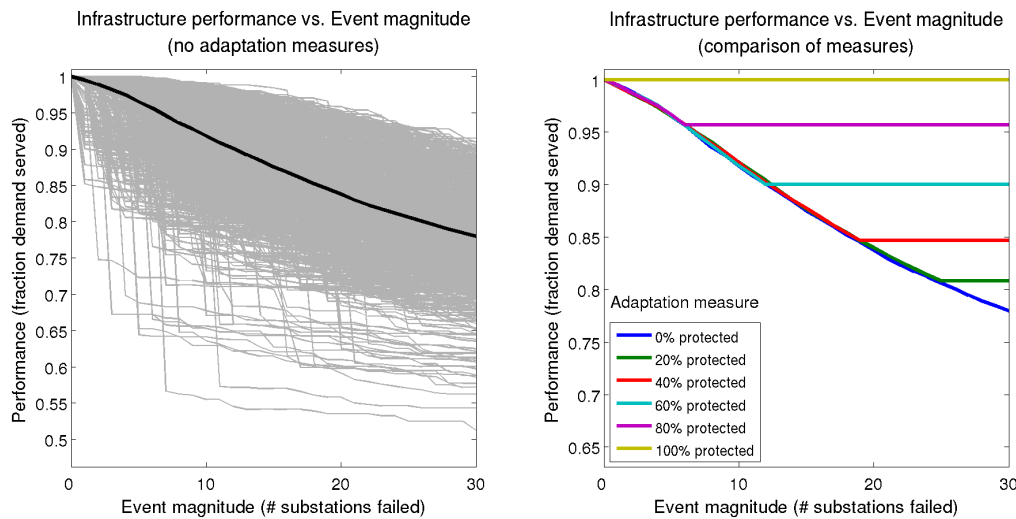 Infrastructure performance vs. Event magnitude
(no adaptation measures)
1
0.95
0.9
0.85
0.8
0.75
0.7
0.65
0.6
0.55
0.5
0
10
20
30
Performance (fraction demand served)
Event magnitude (# substations failed)
Infrastructure performance vs. Event magnitude
(comparison of measures)
1
0.95
0.9
0.85
0.8
0.75
0.7
0.65
0
10
20
30
Performance (fraction demand served)
Event magnitude (# substations failed)
Adaptation measure
0% protected
20% protected
40% protected
60% protected
80% protected
100% protected